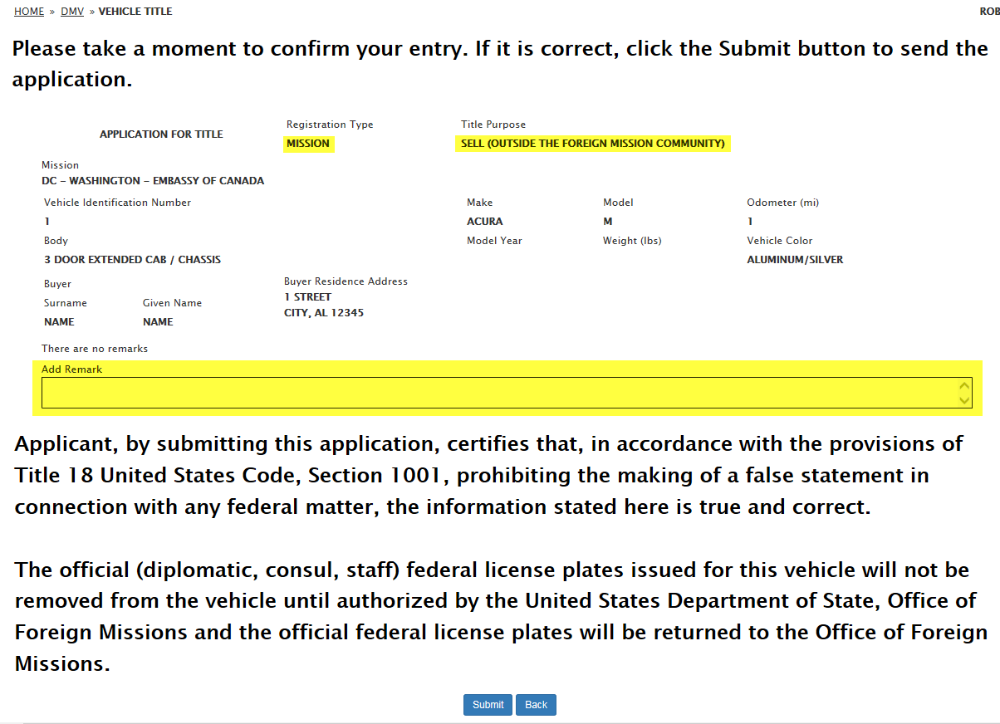 HOME » DMV » VEHICLE TITLE ROB
Please take a moment to confirm your entry. If it is correct, click the Submit button to send the
application.
APPLICATION FOR TITLE
Registration Type
MISSION
Title Purpose
SELL (OUTSIDE THE FOREIGN MISSION COMMUNITY)
Mission
DC – WASHINGTON – EMBASSY OF CANADA
Vehicle Identification Number Make Model Odometer (mi)
1 ACURA M 1
Body Model Year Weight (lbs) Vehicle Color
3 DOOR EXTENDED CAB / CHASSIS ALUMINUM/SILVER
Buyer
Surname Given Name
NAME NAME
Buyer Residence Address
1 STREET
CITY, AL 12345
There are no remarks
Add Remark
Applicant, by submitting this application, certifies that, in accordance with the provisions of
Title 18 United States Code, Section 1001, prohibiting the making of a false statement in
connection with any federal matter, the information stated here is true and correct.
The official (diplomatic, consul, staff) federal license plates issued for this vehicle will not be
removed from the vehicle until authorized by the United States Department of State, Office of
Foreign Missions and the official federal license plates will be returned to the Office of Foreign
Missions.
Submit Back